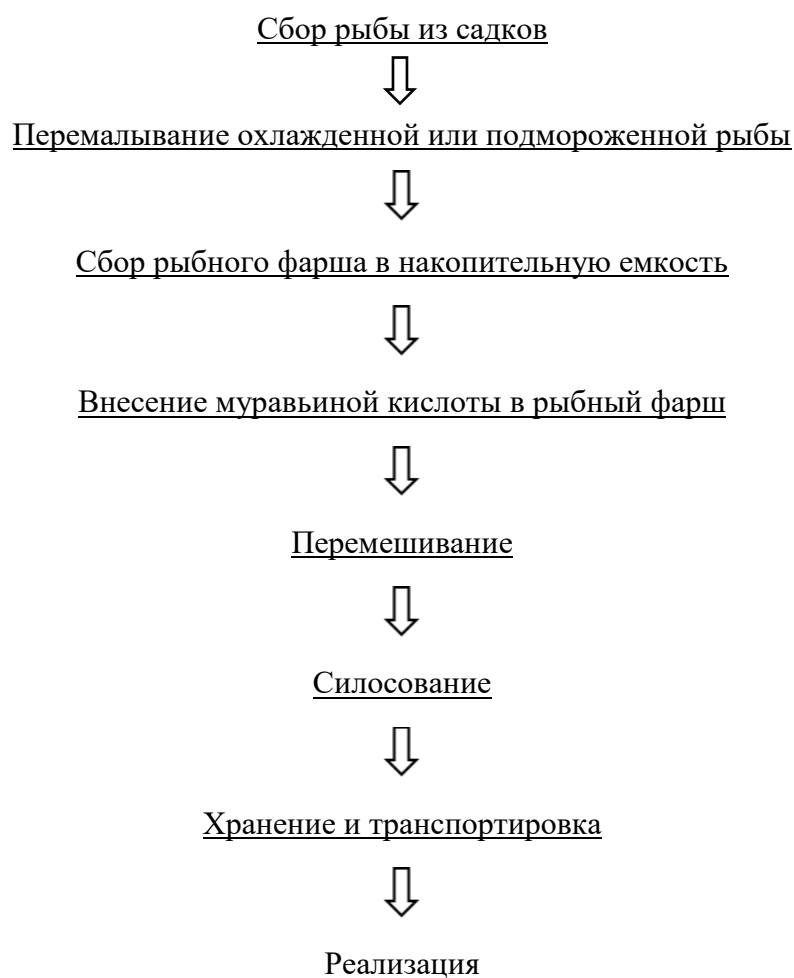 Сбор рыбы из садков
Перемалывание охлажденной или подмороженной рыбы
Сбор рыбного фарша в накопительную емкость
Внесение муравьиной кислоты в рыбный фарш
Перемешивание
Силосование
Хранение и транспортировка
Реализация